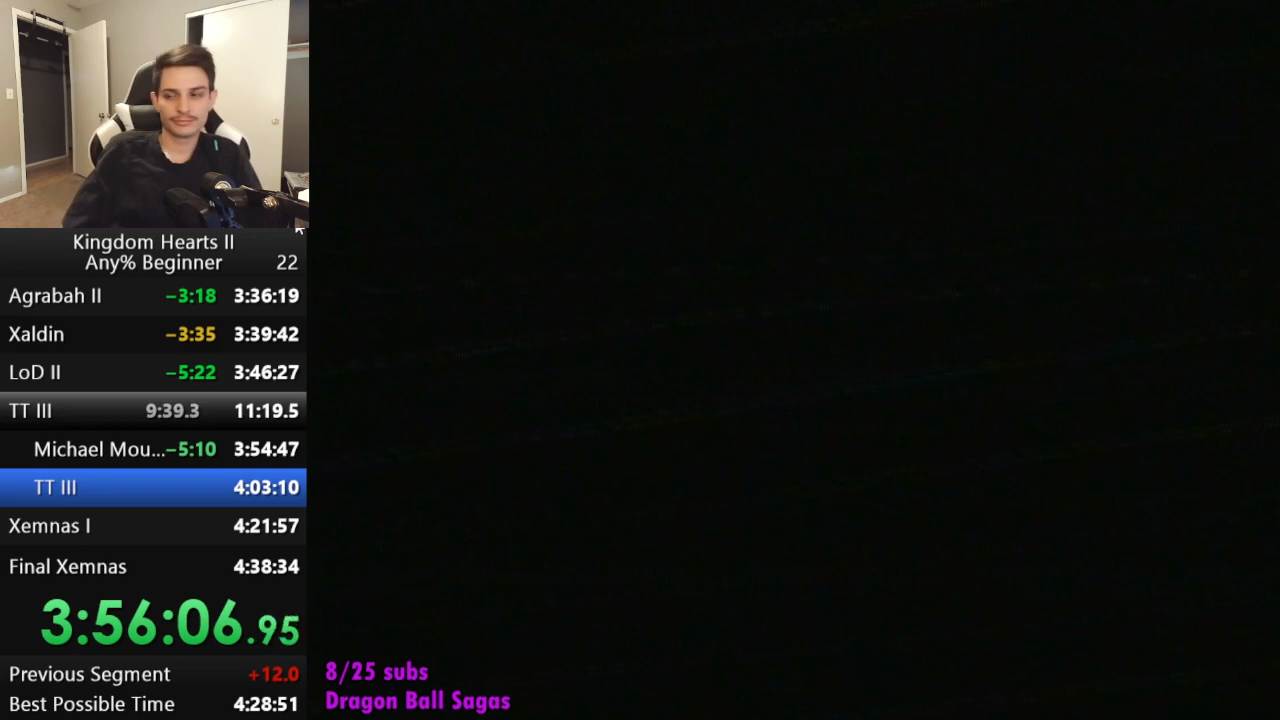 Kingdom Hearts II
Any% Beginner 22
Agrabah II -3:18 3:36:19
Xaldin -3:35 3:39:42
LoD II -5:22 3:46:27
TT III 9:39.3 11:19.5
Michael Mou... -5:10 3:54:47
TT III 4:03:10
Xemnas I 4:21:57
Final Xemnas 4:38:34
3:56:06.95
Previous Segment +12.0
Best Possible Time 4:28:51
8/25 subs
Dragon Ball Sagas